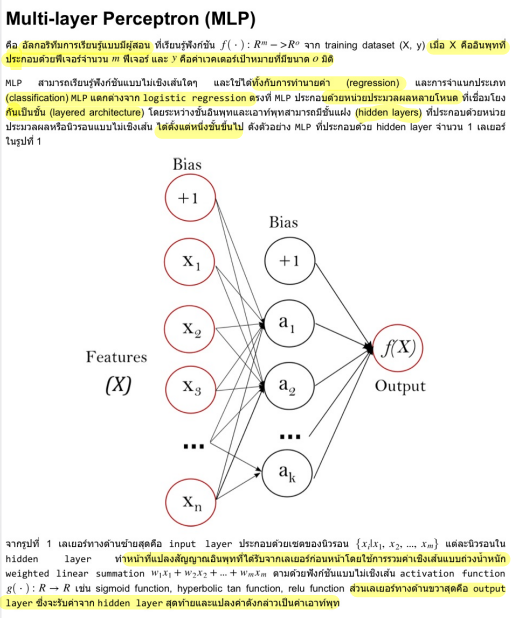 Multi-layer Perceptron (MLP)
คือ อัลกอริทึมการเรียนรู้แบบมีผู้สอน ที่เรียนรู้ฟังก์ชัน f( · ) : Rᵐ − >Rᵒ จาก training dataset (X, y) เมื่อ X คืออินพุทที่
ประกอบด้วยฟีเจอร์จำนวน m ฟีเจอร์ และ y คือค่าเวคเตอร์เป้าหมายที่มีขนาด o มิติ
MLP สามารถเรียนรู้ฟังก์ชันแบบไม่เชิงเส้นใดๆ และใช้ได้ทั้งกับการทำนายค่า (regression) และการจำแนกประเภท
(classification) MLP แตกต่างจาก logistic regression ตรงที่ MLP ประกอบด้วยหน่วยประมวลผลหลายโหนด ที่เชื่อมโยง
กันเป็นชั้น (layered architecture) โดยระหว่างชั้นอินพุทและเอาท์พุทสามารถมีชั้นแฝง (hidden layers) ที่ประกอบด้วยหน่วย
ประมวลผลหรือนิวรอนแบบไม่เชิงเส้น ได้ตั้งแต่หนึ่งชั้นขึ้นไป ดังตัวอย่าง MLP ที่ประกอบด้วย hidden layer จำนวน 1 เลเยอร์
ในรูปที่ 1
Bias
+1
Bias
x₁
+1
x₂
a₁
f(X)
Features
(X)
x₃
a₂
Output
...
...
aₖ
xₙ
จากรูปที่ 1 เลเยอร์ทางด้านซ้ายสุดคือ input layer ประกอบด้วยเซตของนิวรอน {xᵢ|x₁, x₂, ..., xₘ} แต่ละนิวรอนใน
hidden layer ทำหน้าที่แปลงสัญญาณอินพุทที่ได้รับจากเลเยอร์ก่อนหน้าโดยใช้การรวมค่าเชิงเส้นแบบถ่วงน้ำหนัก
weighted linear summation w₁x₁ + w₂x₂ + ... + wₘxₘ ตามด้วยฟังก์ชันแบบไม่เชิงเส้น activation function
g( · ) : R → R เช่น sigmoid function, hyperbolic tan function, relu function ส่วนเลเยอร์ทางด้านขวาสุดคือ output
layer ซึ่งจะรับค่าจาก hidden layer สุดท้ายและแปลงค่าดังกล่าวเป็นค่าเอาท์พุท